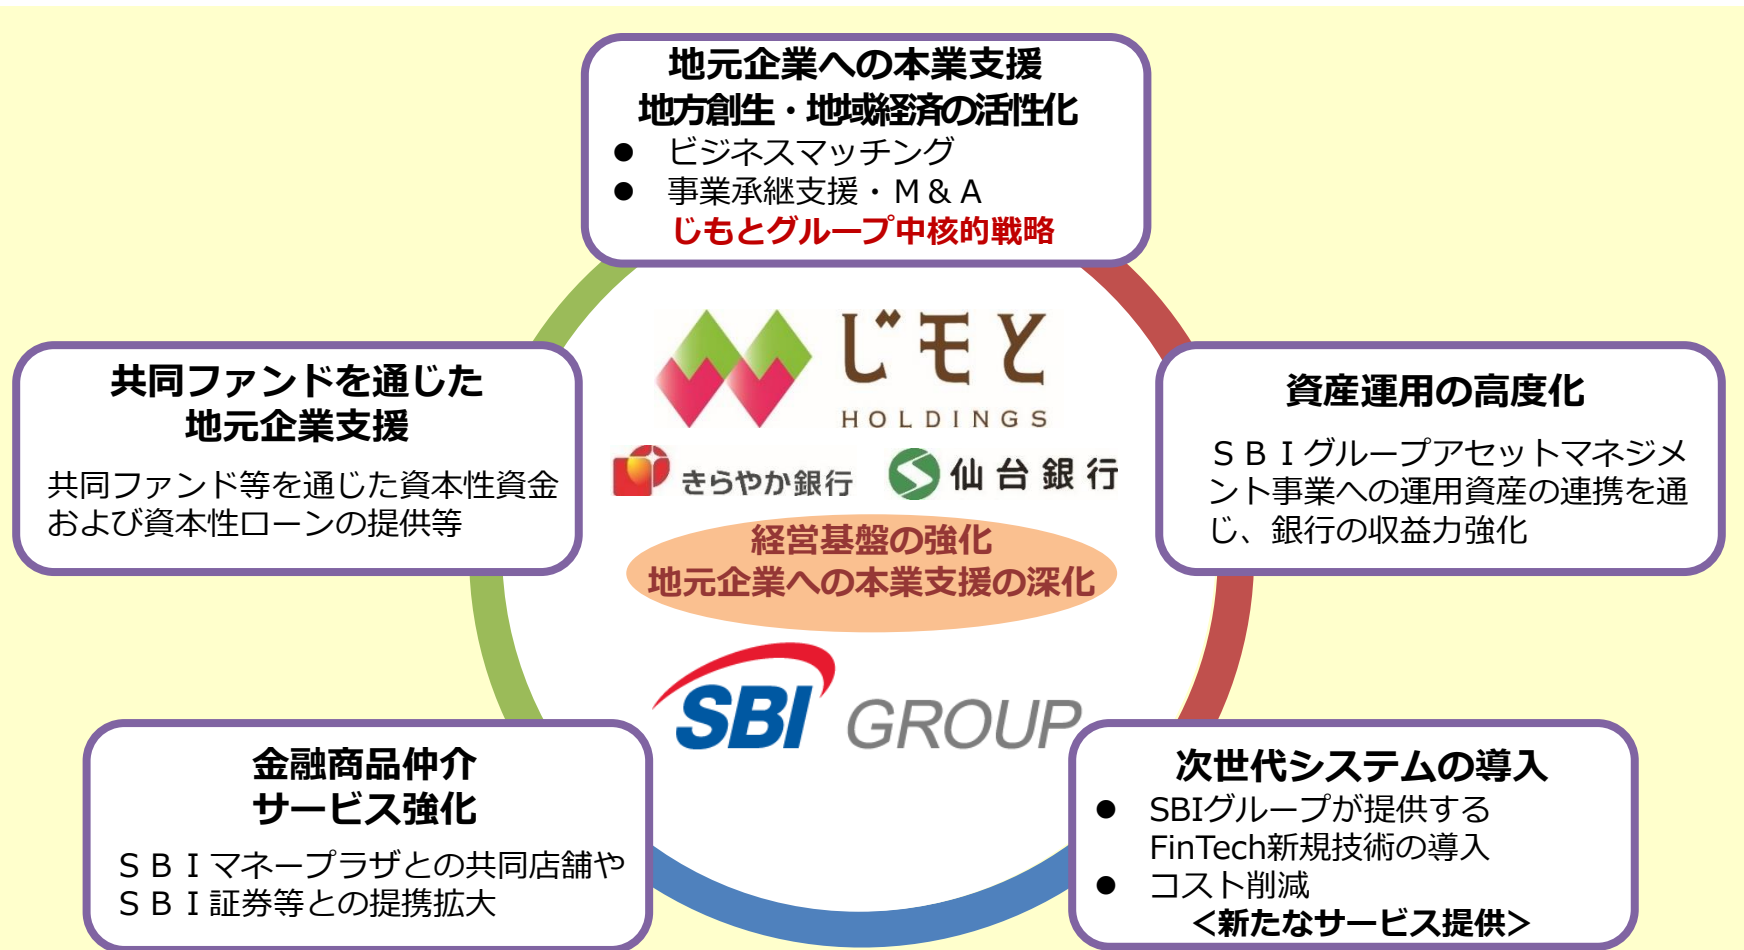 地元企業への本業支援
地方創生・地域経済の活性化
● ビジネスマッチング
● 事業承継支援・Ｍ＆Ａ
じもとグループ中核的戦略
共同ファンドを通じた
地元企業支援
共同ファンド等を通じた資本性資金
および資本性ローンの提供等
じモと
HOLDINGS
きらやか銀行
仙台銀行
経営基盤の強化
地元企業への本業支援の深化
SBI GROUP
資産運用の高度化
ＳＢＩグループアセットマネジメ
ント事業への運用資産の連携を通
じ、銀行の収益力強化
金融商品仲介
サービス強化
ＳＢＩマネープラザとの共同店舗や
ＳＢＩ証券等との提携拡大
次世代システムの導入
● SBIグループが提供する
FinTech新規技術の導入
● コスト削減
<新たなサービス提供>